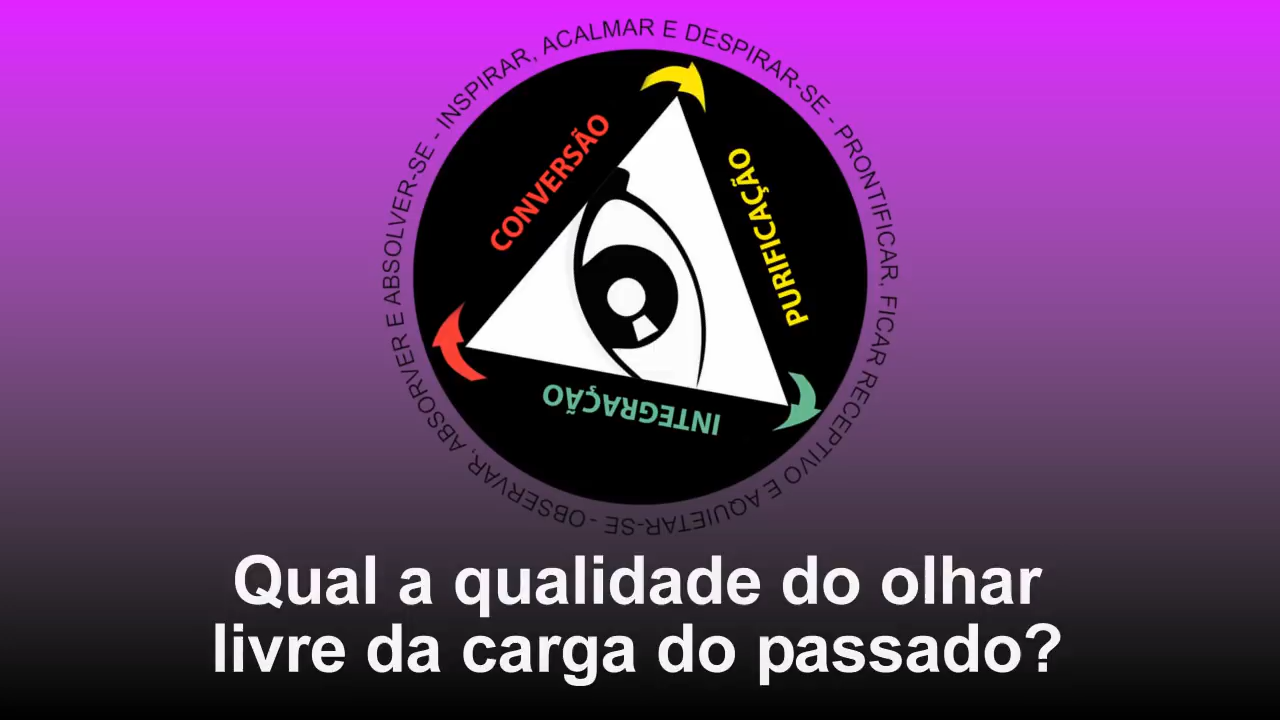 INSPIRAR, ACALMAR E DESPIRAR-SE - PRONTIFICAR, FICAR RECEPTIVO E AQUIETAR-SE - OBSERVAR, ABSORVER E ABSOLVER-SE -
CONVERSÃO
PURIFICAÇÃO
INTEGRAÇÃO
Qual a qualidade do olhar
livre da carga do passado?